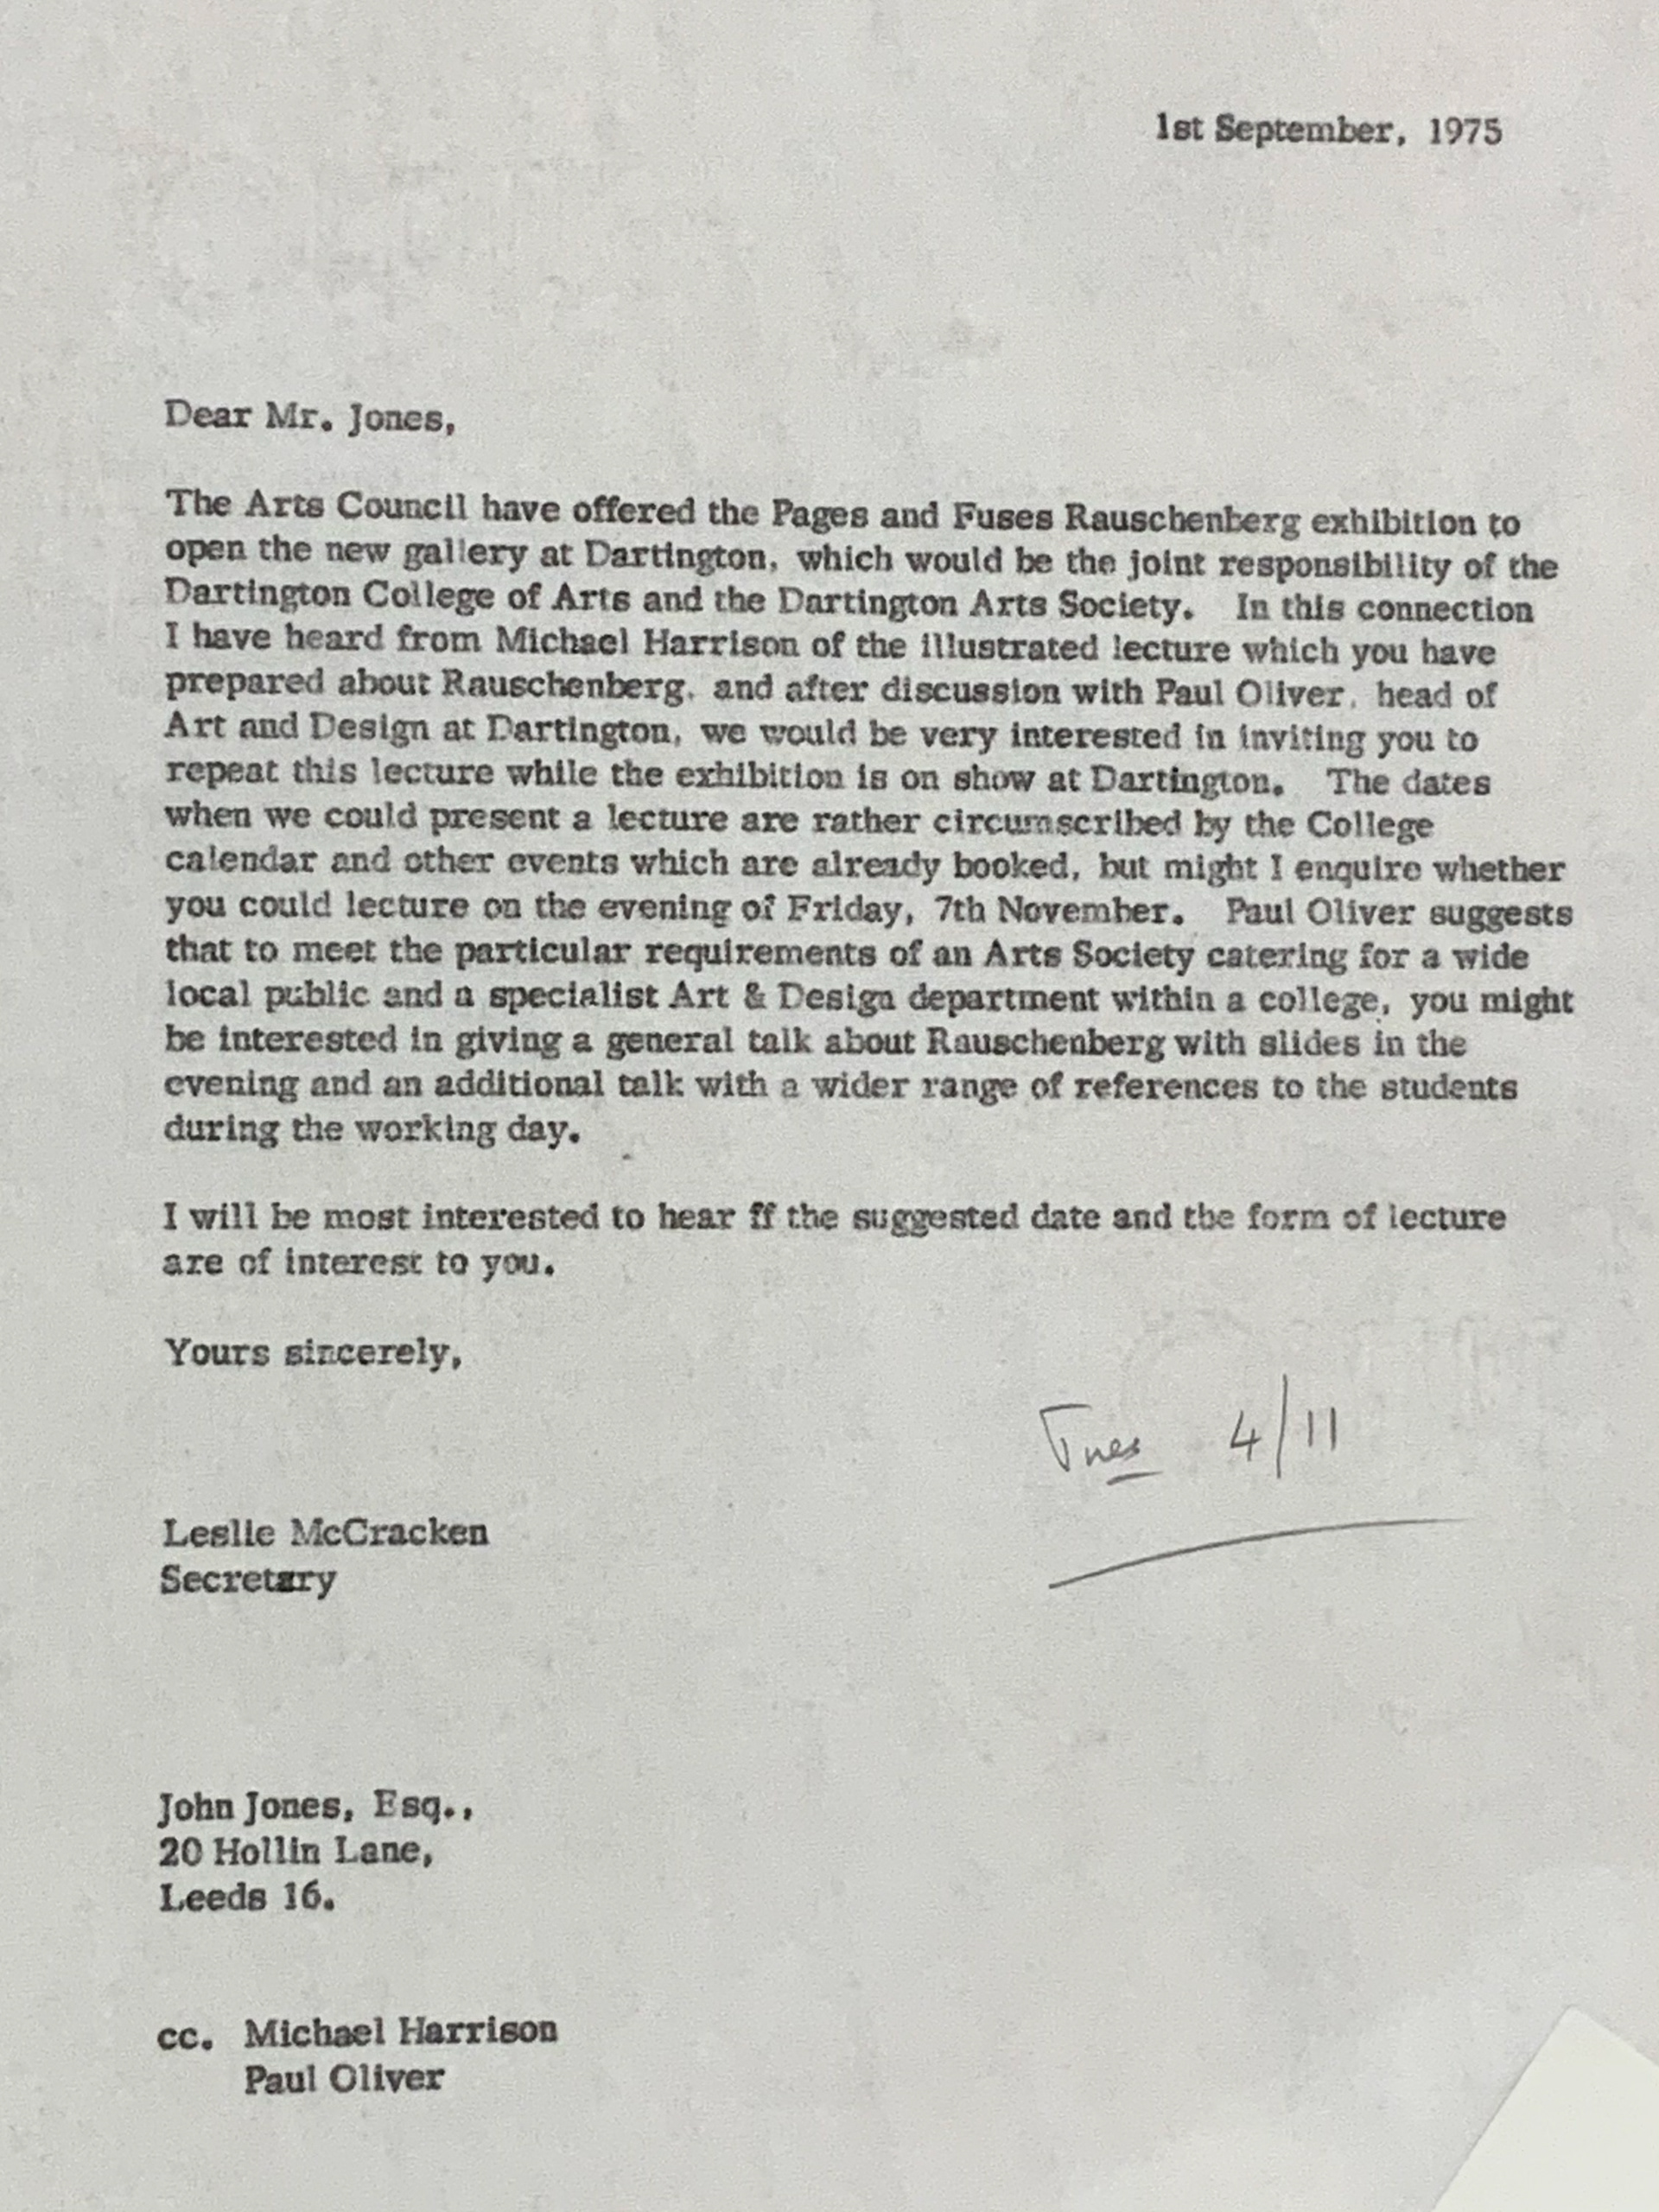 1st September, 1975
Dear Mr. Jones,
The Arts Council have offered the Pages and Fuses Rauschenberg exhibition to
open the new gallery at Dartington, which would be the joint responsibility of the
Dartington College of Arts and the Dartington Arts Society. In this connection
I have heard from Michael Harrison of the illustrated lecture which you have
prepared about Rauschenberg, and after discussion with Paul Oliver, head of
Art and Design at Dartington, we would be very interested in inviting you to
repeat this lecture while the exhibition is on show at Dartington. The dates
when we could present a lecture are rather circumscribed by the College
calendar and other events which are already booked, but might I enquire whether
you could lecture on the evening of Friday, 7th November. Paul Oliver suggests
that to meet the particular requirements of an Arts Society catering for a wide
local public and a specialist Art & Design department within a college, you might
be interested in giving a general talk about Rauschenberg with slides in the
evening and an additional talk with a wider range of references to the students
during the working day.
I will be most interested to hear ff the suggested date and the form of lecture
are of interest to you.
Yours sincerely,
Tues 4/11
Leslie McCracken
Secretary
John Jones, Esq.,
20 Hollin Lane,
Leeds 16.
cc. Michael Harrison
Paul Oliver